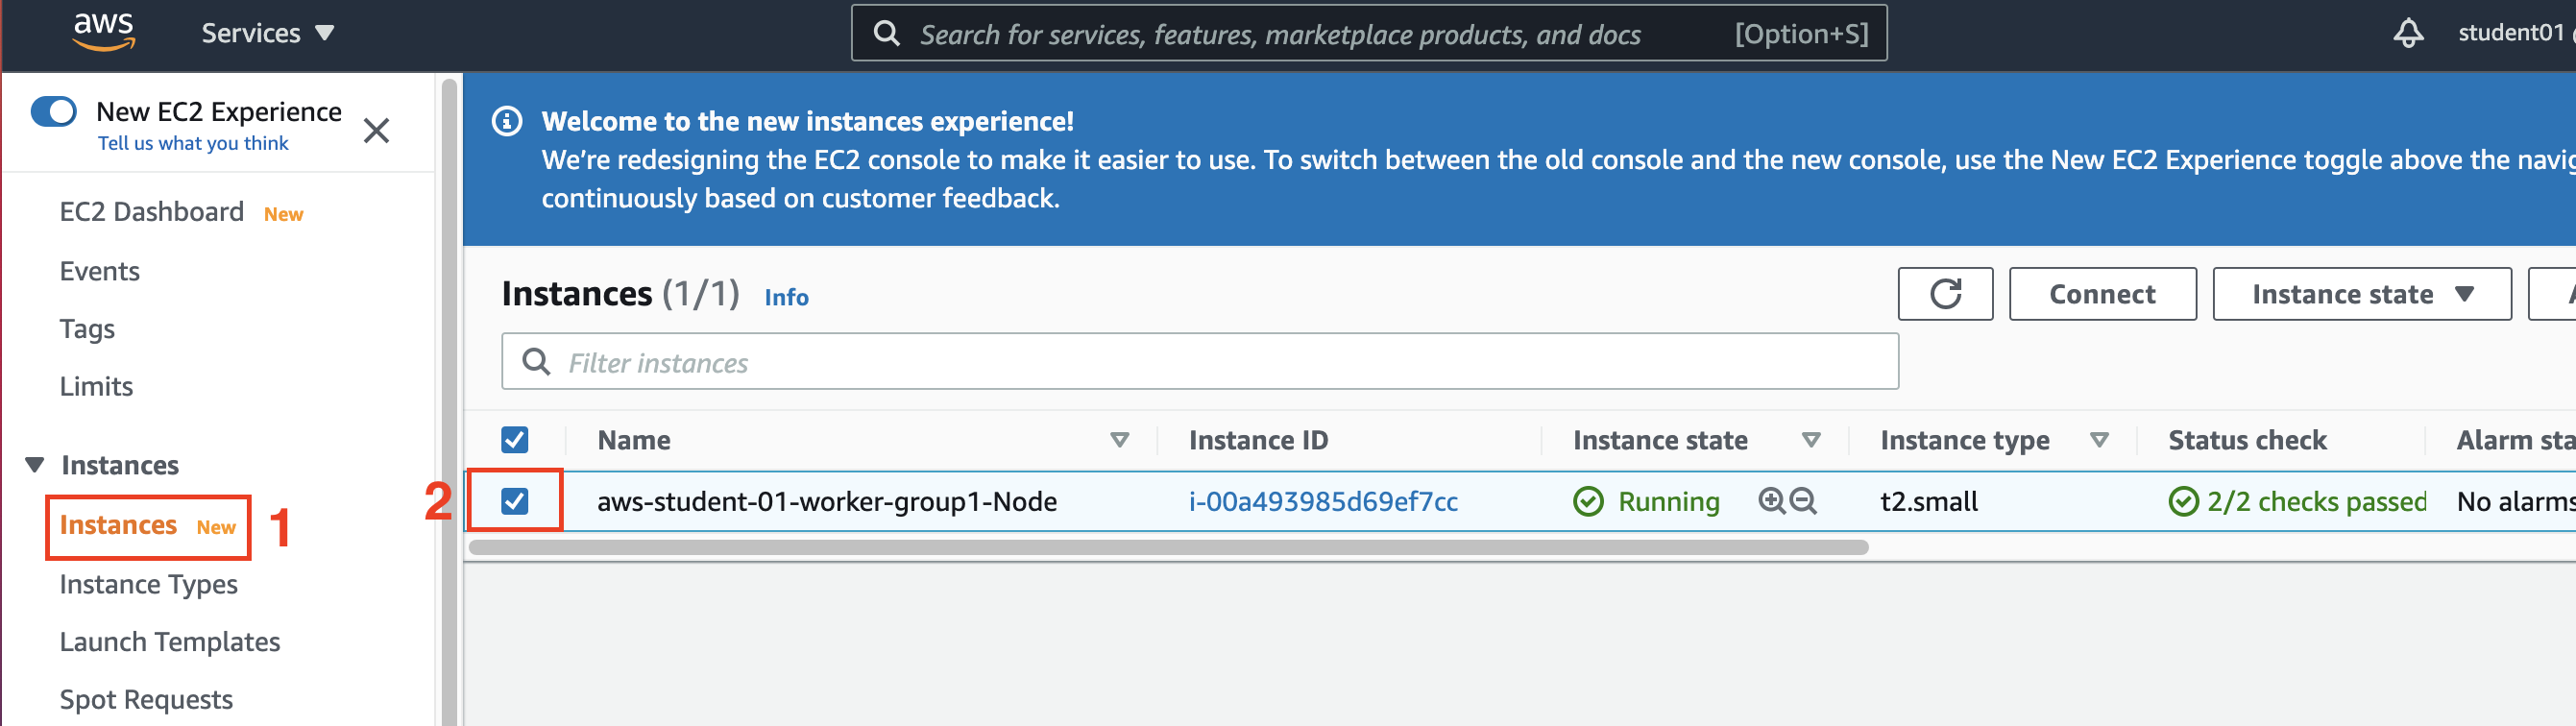 aws Services Search for services, features, marketplace products, and docs [Option+S] student01
New EC2 Experience
Tell us what you think
EC2 Dashboard New
Events
Tags
Limits
Instances
Instances New 1
Instance Types
Launch Templates
Spot Requests
Welcome to the new instances experience!
We’re redesigning the EC2 console to make it easier to use. To switch between the old console and the new console, use the New EC2 Experience toggle above the
continuously based on customer feedback.
Instances (1/1) Info Connect Instance state
Filter instances
Name Instance ID Instance state Instance type Status check Alarm
2 aws-student-01-worker-group1-Node i-00a493985d69ef7cc Running t2.small 2/2 checks passed No alarms